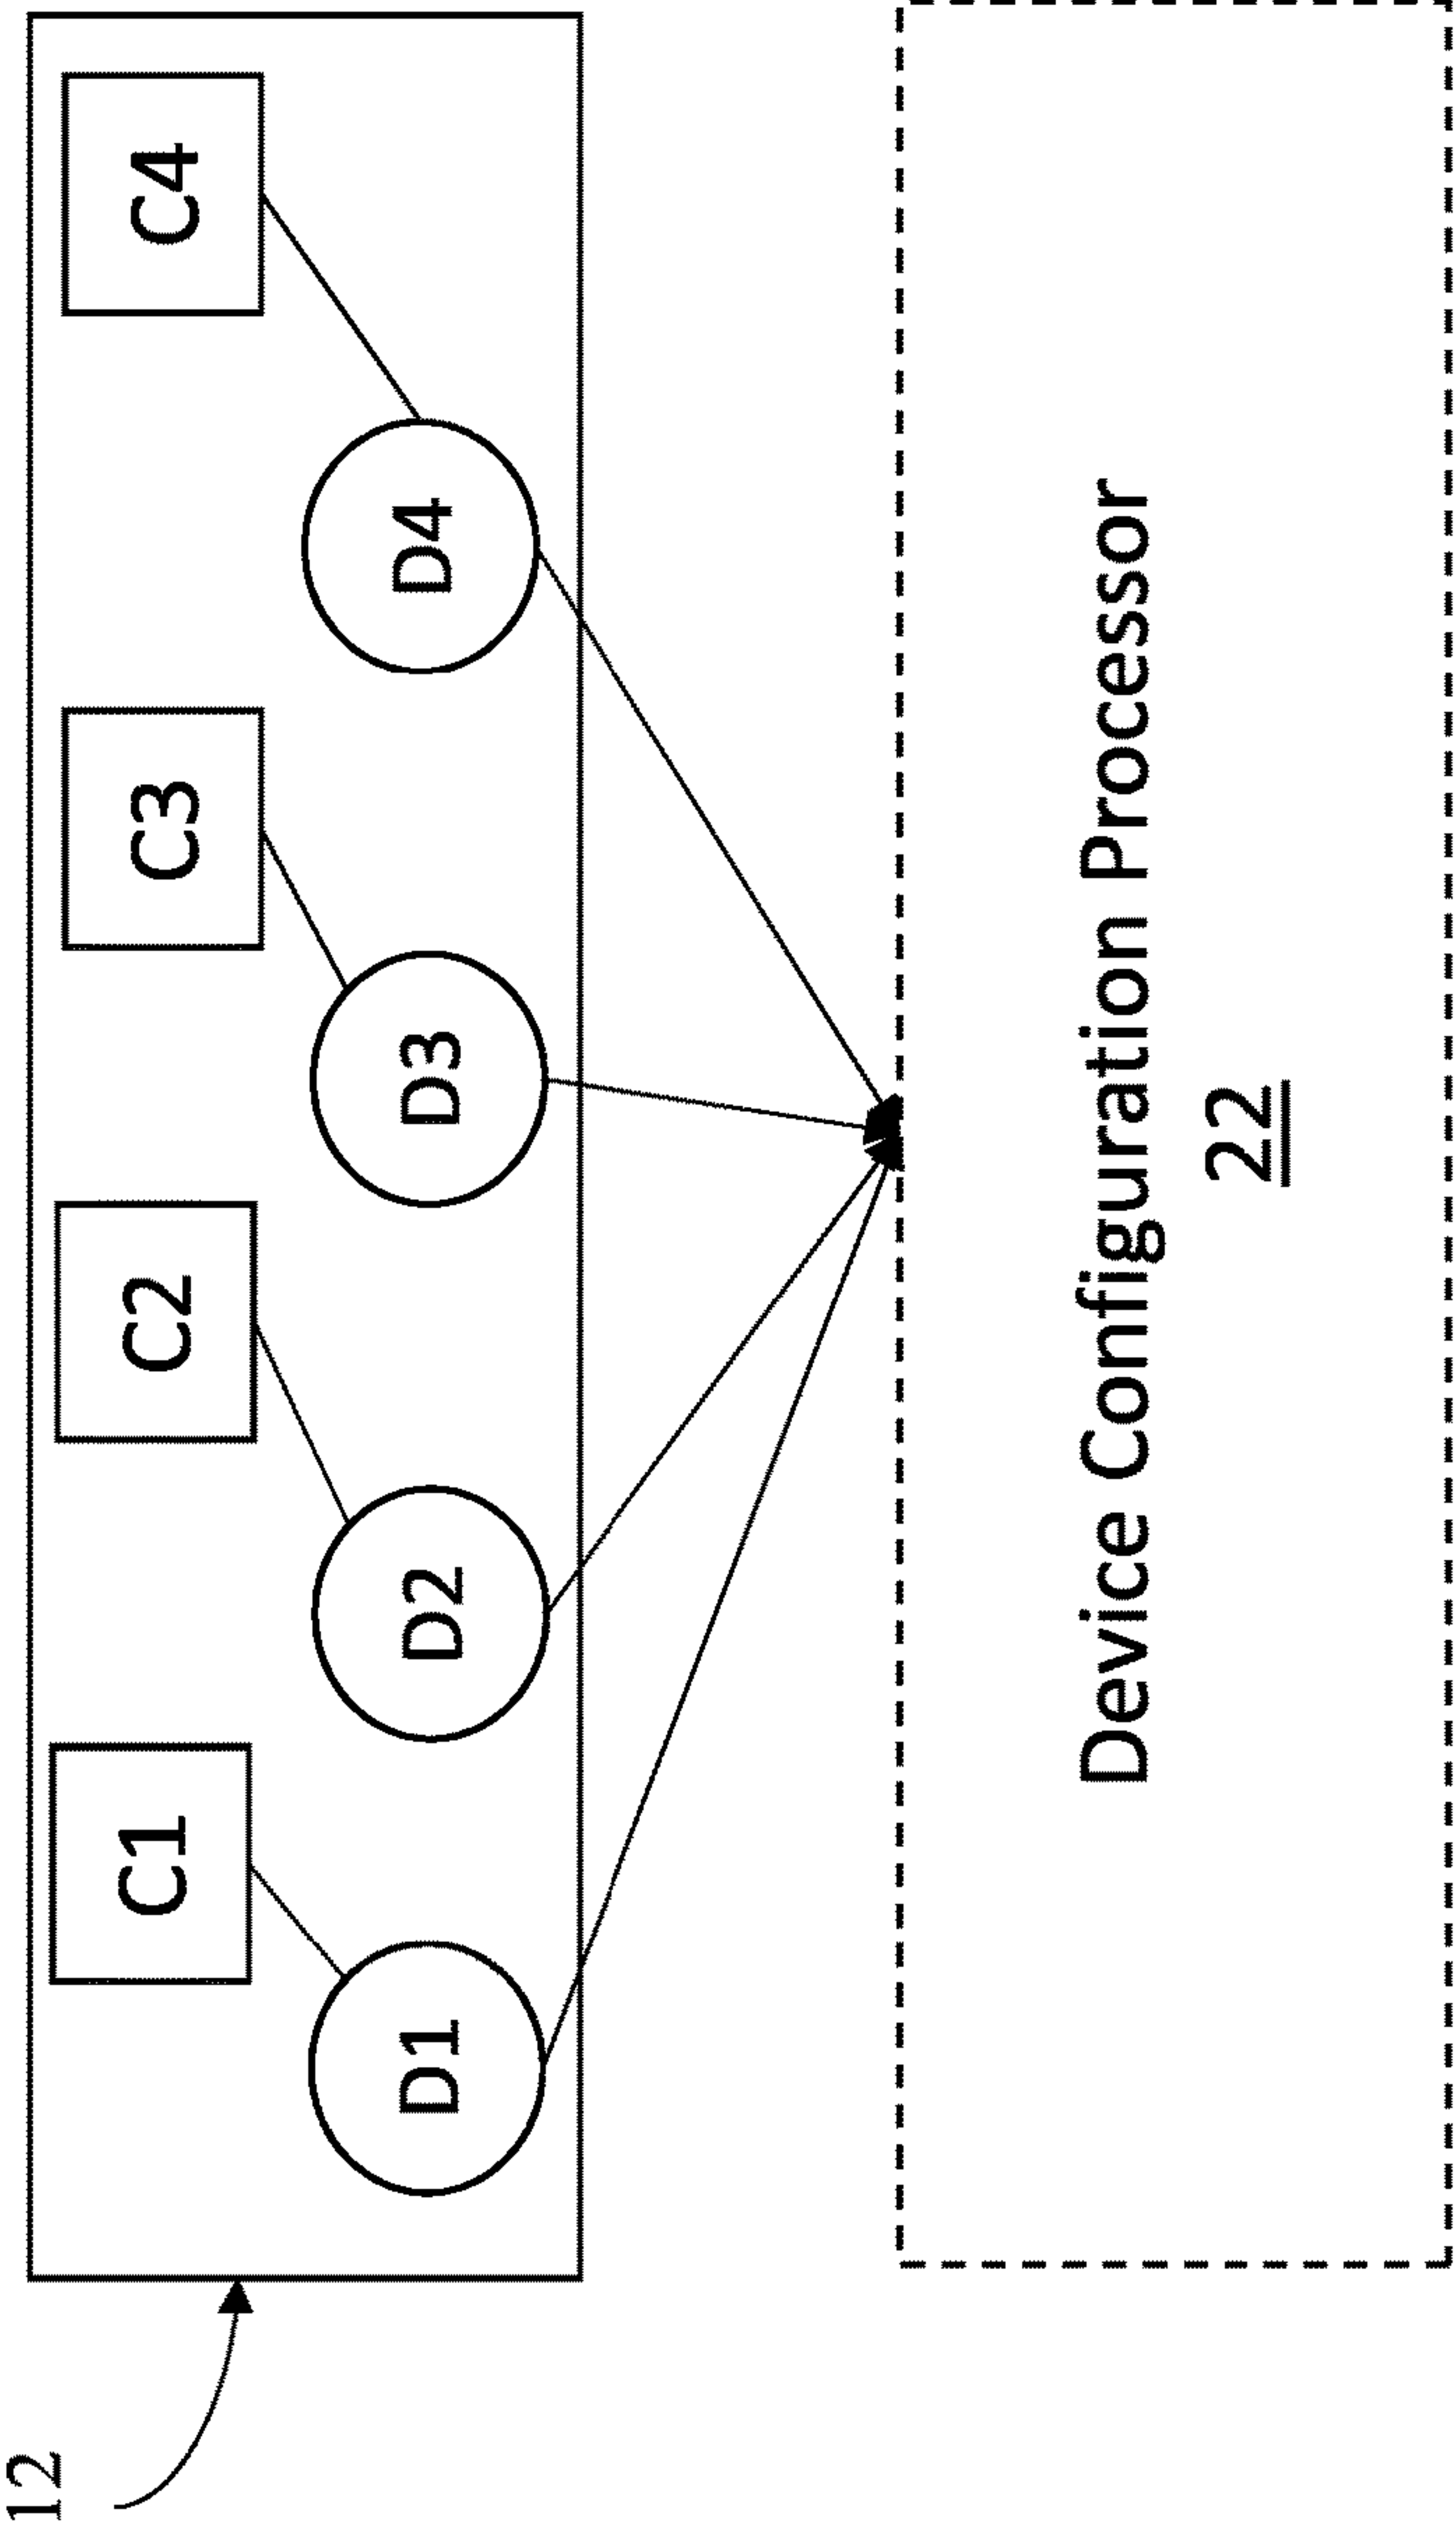 12
C1
C2
C3
C4
D1
D2
D3
D4
Device Configuration Processor
22